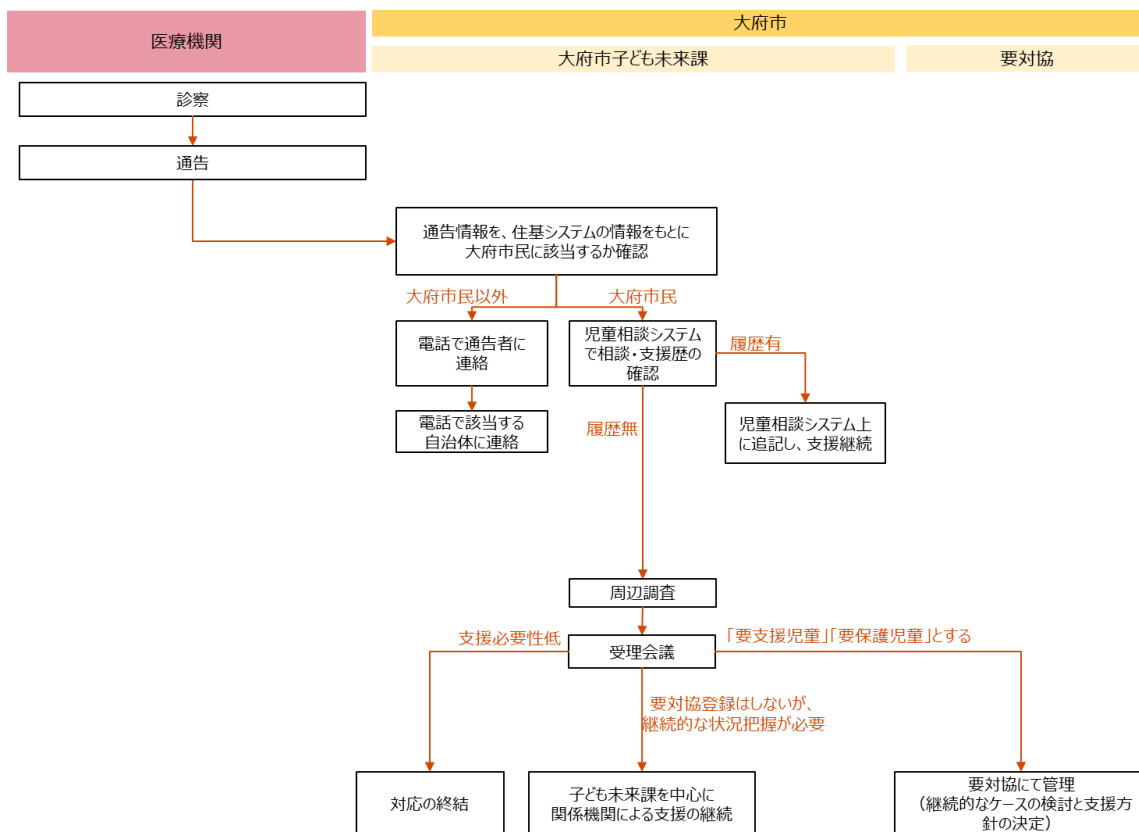 医療機関
大府市
大府市子ども未来課
要対協
診察
通告
通告情報を、住基システムの情報をもとに
大府市民に該当するか確認
大府市民以外
大府市民
電話で通告者に
連絡
児童相談システム
で相談・支援歴の
確認
履歴有
電話で該当する
自治体に連絡
履歴無
児童相談システム上
に追記し、支援継続
周辺調査
支援必要性低
受理会議
「要支援児童」「要保護児童」とする
要対協登録はしないが、
継続的な状況把握が必要
対応の終結
子ども未来課を中心に
関係機関による支援の継続
要対協にて管理
（継続的なケースの検討と支援方
針の決定）